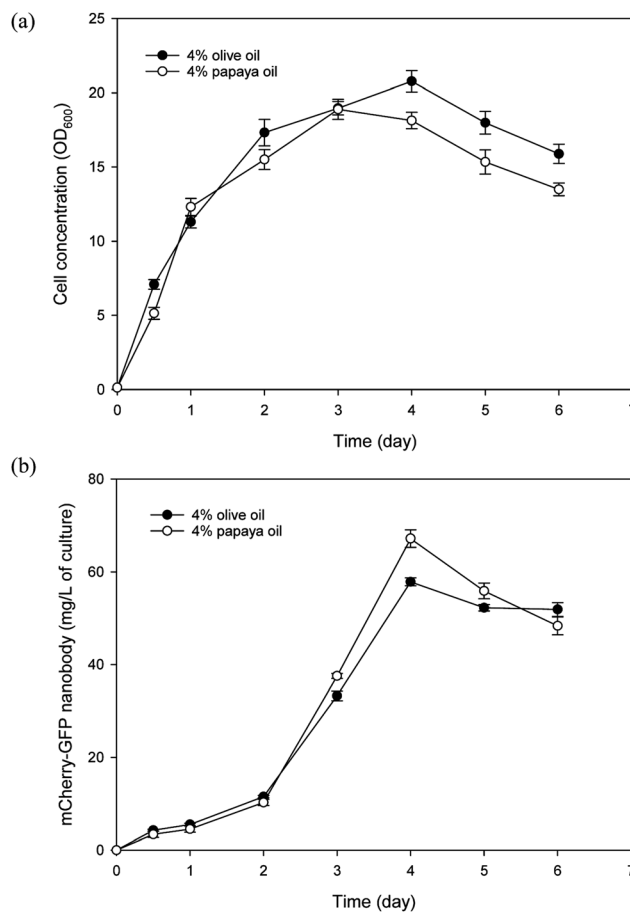 (a)
25
20
15
10
5
0
Cell concentration (OD600)
4% olive oil
4% papaya oil
0 1 2 3 4 5 6 7
Time (day)
(b)
80
60
40
20
0
mCherry-GFP nanobody (mg/L of culture)
4% olive oil
4% papaya oil
0 1 2 3 4 5 6 7
Time (day)